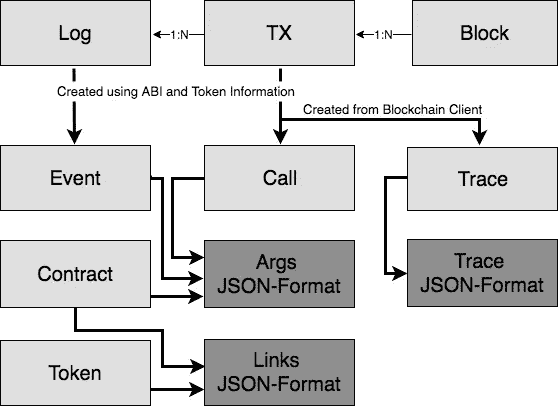 Log
1:N
TX
1:N
Block
Created using ABI and Token Information
Created from Blockchain Client
Event
Call
Trace
Contract
Args
JSON-Format
Trace
JSON-Format
Token
Links
JSON-Format